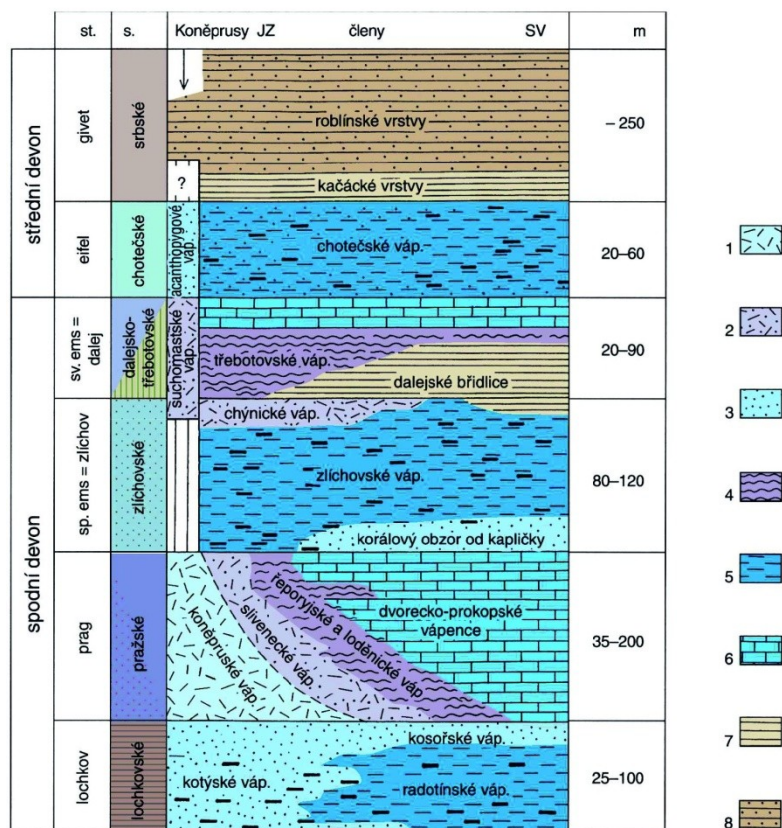 st. s. Koněprusy JZ členy SV m
střední devon
givet
srbské
roblínské vrstvy
– 250
?
kačácké vrstvy
eifel
chotečské
acanthopygové
váp.
chotečské váp.
20–60
spodní devon
sv. ems =
dalej
dalejsko-
třebotovské
suchomastské
váp.
třebotovské váp.
dalejské břidlice
20–90
sp. ems = zlíchov
zlíchovské
chýnické váp.
zlíchovské váp.
korálový obzor od kapličky
80–120
prag
pražské
koněpruské váp.
slivenecké váp.
řeporyjské a loděnické váp
dvorecko-prokopské
vápence
35–200
lochkov
lochkovské
kosořské váp.
kotýské váp.
radotínské váp.
25–100
1
2
3
4
5
6
7
8